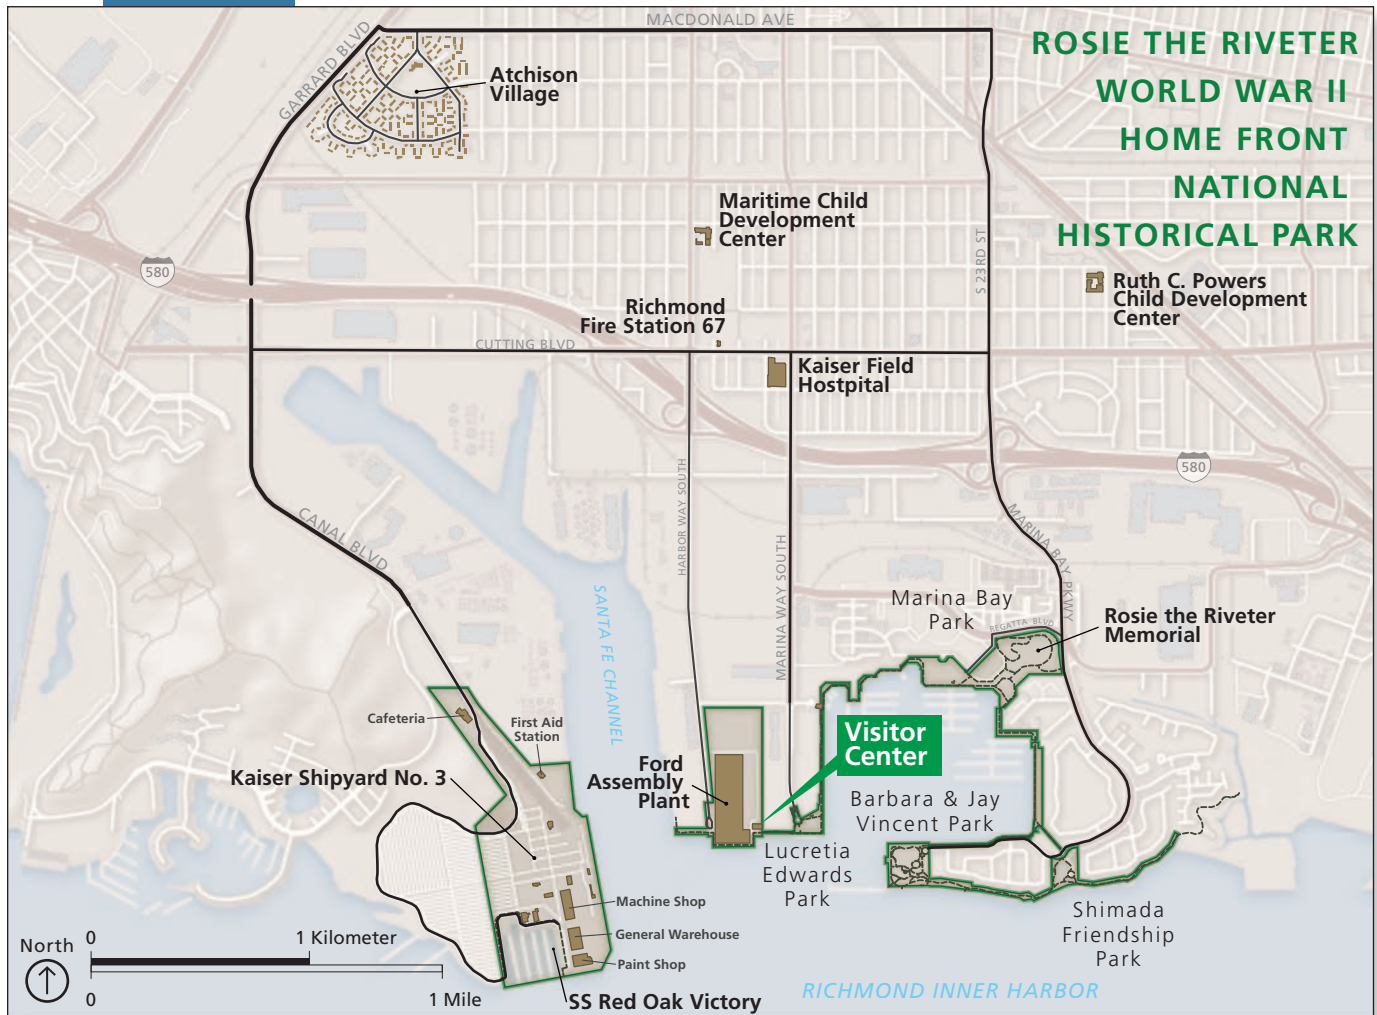 MACDONALD AVE
GARRARD BLVD
ROSIE THE RIVETER
WORLD WAR II
HOME FRONT
NATIONAL
HISTORICAL PARK
Atchison
Village
Maritime Child
Development
Center
S 23RD ST
580
Ruth C. Powers
Child Development
Center
Richmond
Fire Station 67
CUTTING BLVD
Kaiser Field
Hostpital
580
HARBOR WAY SOUTH
MARINA WAY SOUTH
CANAL BLVD
MARINA BAY PKWY
SANTA FE CHANNEL
Marina Bay
Park
REGATTA BLVD
Rosie the Riveter
Memorial
Cafeteria
First Aid
Station
Kaiser Shipyard No. 3
Ford
Assembly
Plant
Visitor
Center
Barbara & Jay
Vincent Park
Lucretia
Edwards
Park
Shimada
Friendship
Park
Machine Shop
General Warehouse
Paint Shop
SS Red Oak Victory
RICHMOND INNER HARBOR
North
0
1 Kilometer
0
1 Mile